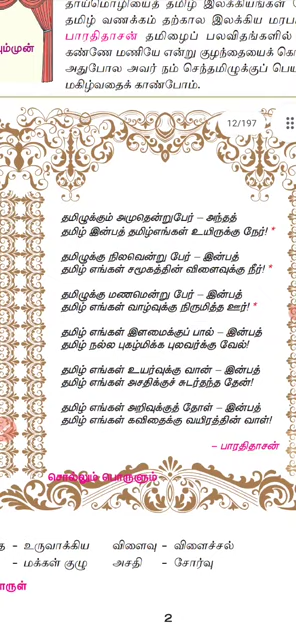 தாய்மொழியைத் தமிழ் இலக்கியங்கள்
தமிழ் வணக்கம் தற்கால இலக்கிய மரபு
பாரதிதாசன் தமிழைப் பலவிதங்களில்
கண்ணே மணியே என்று குழந்தையைக் கொ
அதுபோல அவர் நம் செந்தமிழுக்குப் பெய
மகிழ்வதைக் காண்போம்.
12/197
தமிழுக்கும் அமுதென்றுபேர் – அந்தத்
தமிழ் இன்பத் தமிழ்எங்கள் உயிருக்கு நேர்! *
தமிழுக்கு நிலவென்று பேர் – இன்பத்
தமிழ் எங்கள் சமூகத்தின் விளைவுக்கு நீர்! *
தமிழுக்கு மணமென்று பேர் – இன்பத்
தமிழ் எங்கள் வாழ்வுக்கு நிருமித்த ஊர்! *
தமிழ் எங்கள் இளமைக்குப் பால் – இன்பத்
தமிழ் நல்ல புகழ்மிக்க புலவர்க்கு வேல்!
தமிழ் எங்கள் உயர்வுக்கு வான் – இன்பத்
தமிழ் எங்கள் அசதிக்குச் சுடர்தந்த தேன்!
தமிழ் எங்கள் அறிவுக்குத் தோள் – இன்பத்
தமிழ் எங்கள் கவிதைக்கு வயிரத்தின் வாள்!
– பாரதிதாசன்
சொல்லும் பொருளும்
த – உருவாக்கிய விளைவு – விளைச்சல்
– மக்கள் குழு அசதி – சோர்வு
ாருள்
2